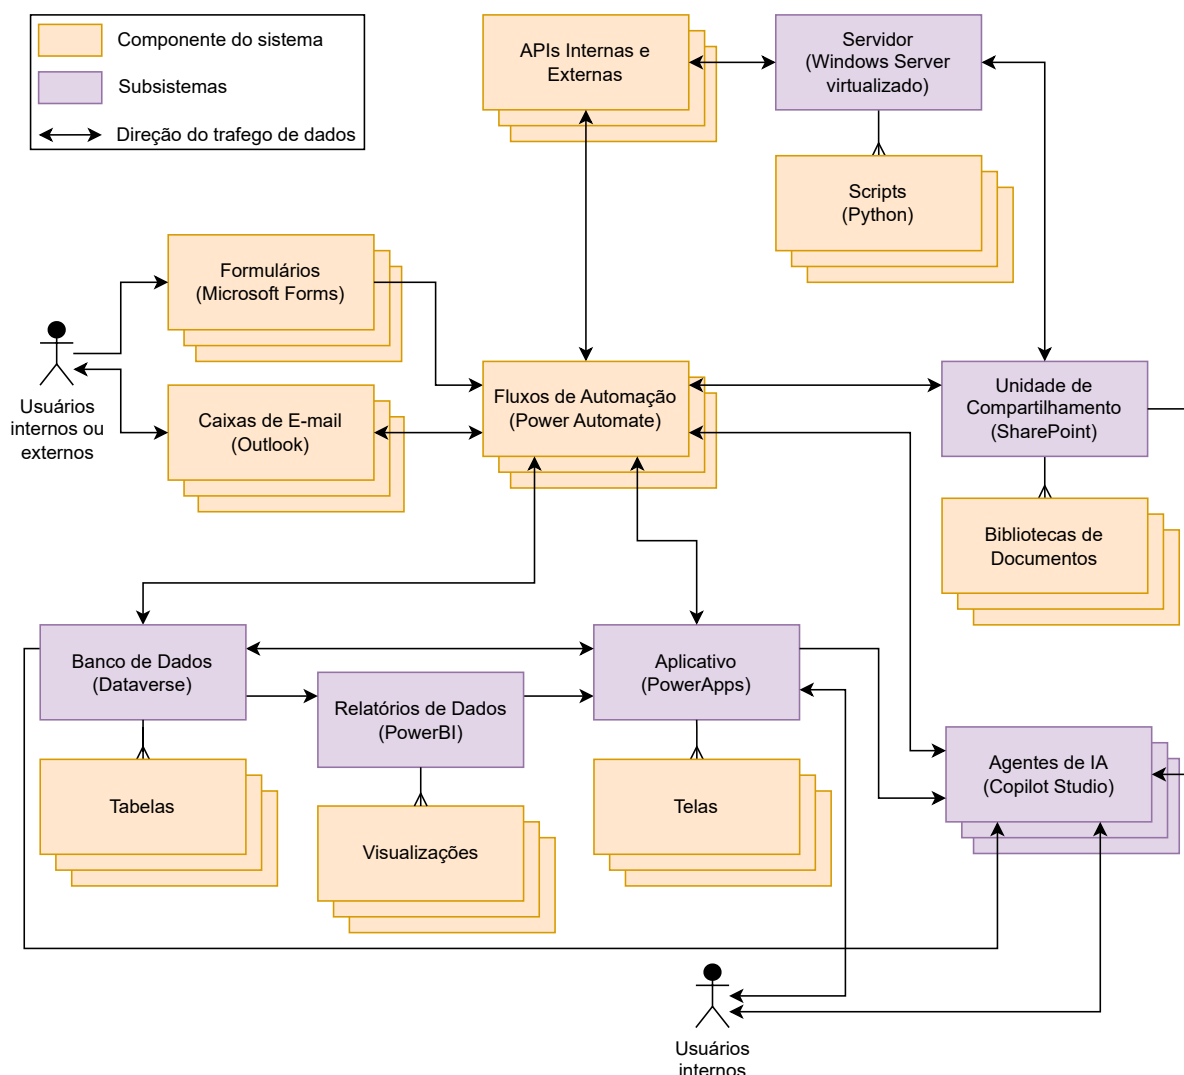 Componente do sistema
Subsistemas
Direção do trafego de dados
APIs Internas e
Externas
Servidor
(Windows Server
virtualizado)
Scripts
(Python)
Formulários
(Microsoft Forms)
Usuários
internos ou
externos
Caixas de E-mail
(Outlook)
Fluxos de Automação
(Power Automate)
Unidade de
Compartilhamento
(SharePoint)
Bibliotecas de
Documentos
Banco de Dados
(Dataverse)
Relatórios de Dados
(PowerBI)
Aplicativo
(PowerApps)
Agentes de IA
(Copilot Studio)
Tabelas
Visualizações
Telas
Usuários
internos